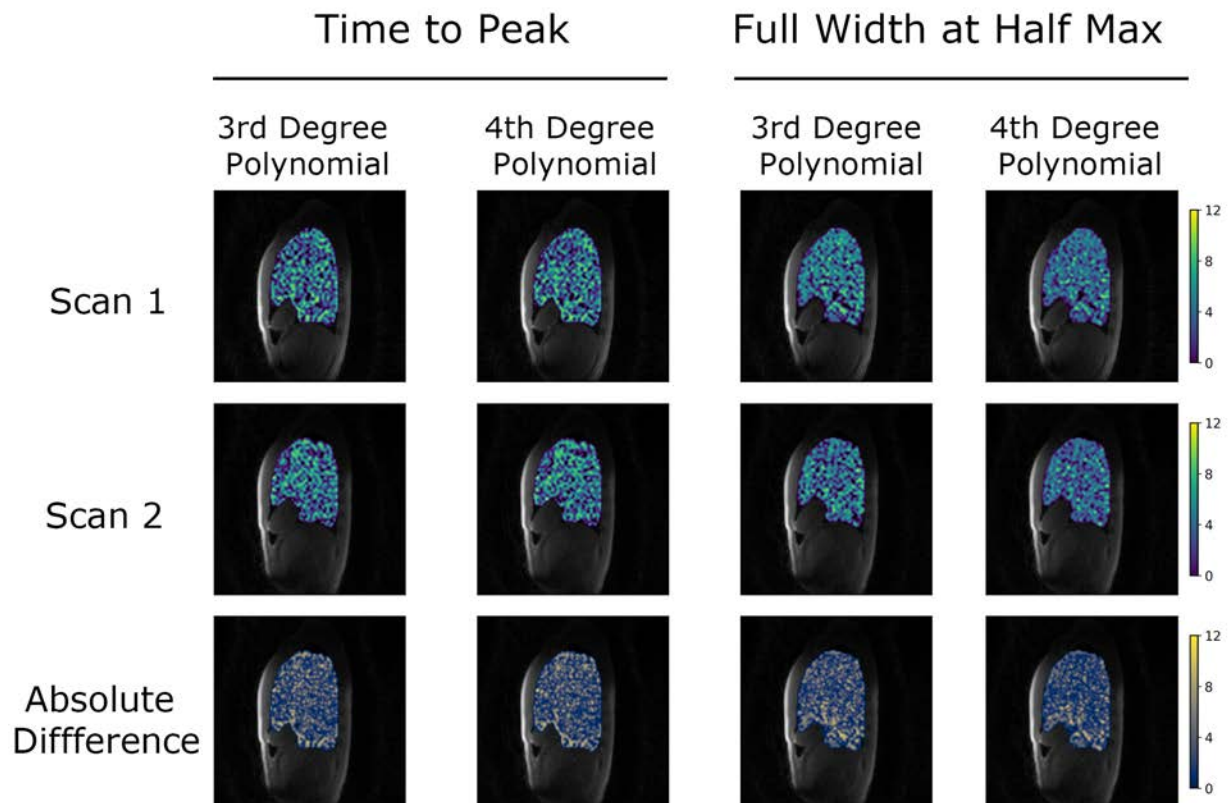 Time to Peak
Full Width at Half Max
3rd Degree
Polynomial
4th Degree
Polynomial
3rd Degree
Polynomial
4th Degree
Polynomial
Scan 1
12
8
4
0
Scan 2
12
8
4
0
Absolute
Diffference
12
8
4
0